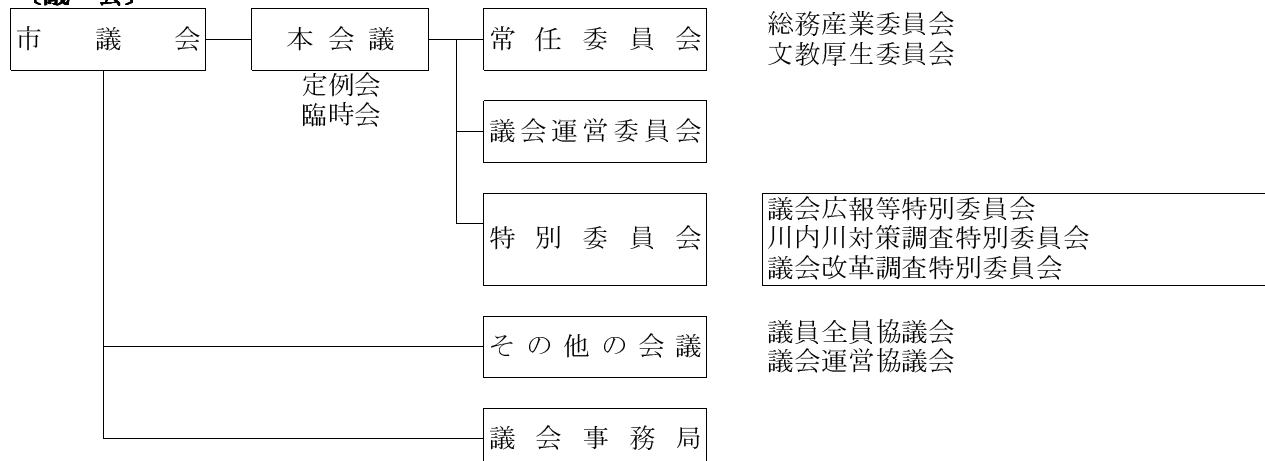 市議会
本会議
常任委員会
総務産業委員会
文教厚生委員会
定例会
臨時会
議会運営委員会
特別委員会
議会広報等特別委員会
川内川対策調査特別委員会
議会改革調査特別委員会
その他の会議
議員全員協議会
議会運営協議会
議会事務局